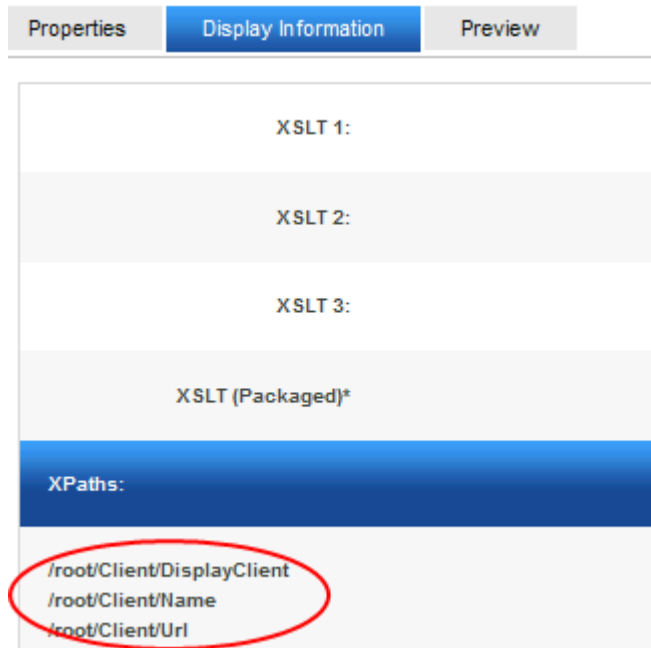 Properties Display Information Preview
XSLT 1:
XSLT 2:
XSLT 3:
XSLT (Packaged)*
XPaths:
/root/Client/DisplayClient
/root/Client/Name
/root/Client/Url